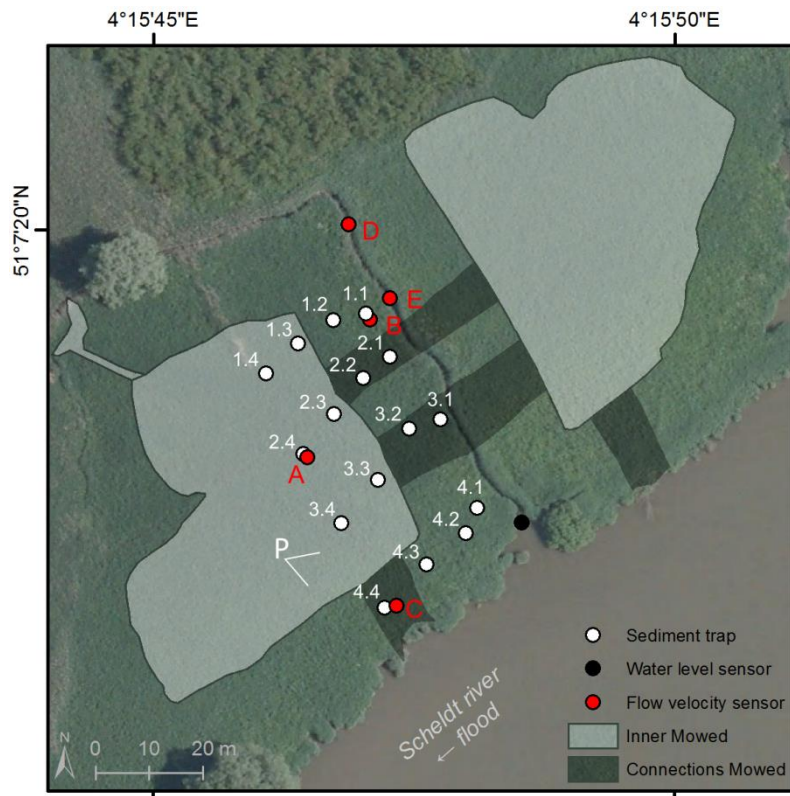 4°15'45"E
4°15'50"E
51°7'20"N
D
E
1.1
1.2
B
1.3
2.1
1.4
2.2
2.3
3.1
3.2
2.4
A
3.3
4.1
3.4
4.2
P
4.3
4.4
C
Sediment trap
Water level sensor
Flow velocity sensor
Inner Mowed
Connections Mowed
Scheldt river
← flood
N
0 10 20 m